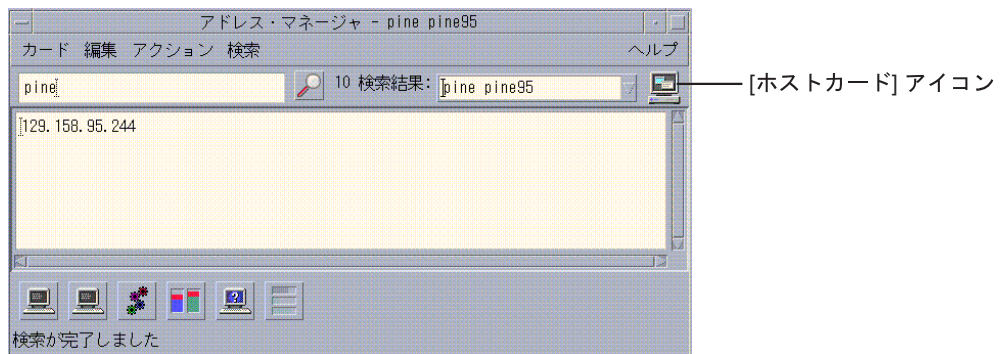 アドレス・マネージャ - pine pine95
カード 編集 アクション 検索 ヘルプ
pine 10 検索結果: pine pine95
[ホストカード] アイコン
129.158.95.244
検索が完了しました